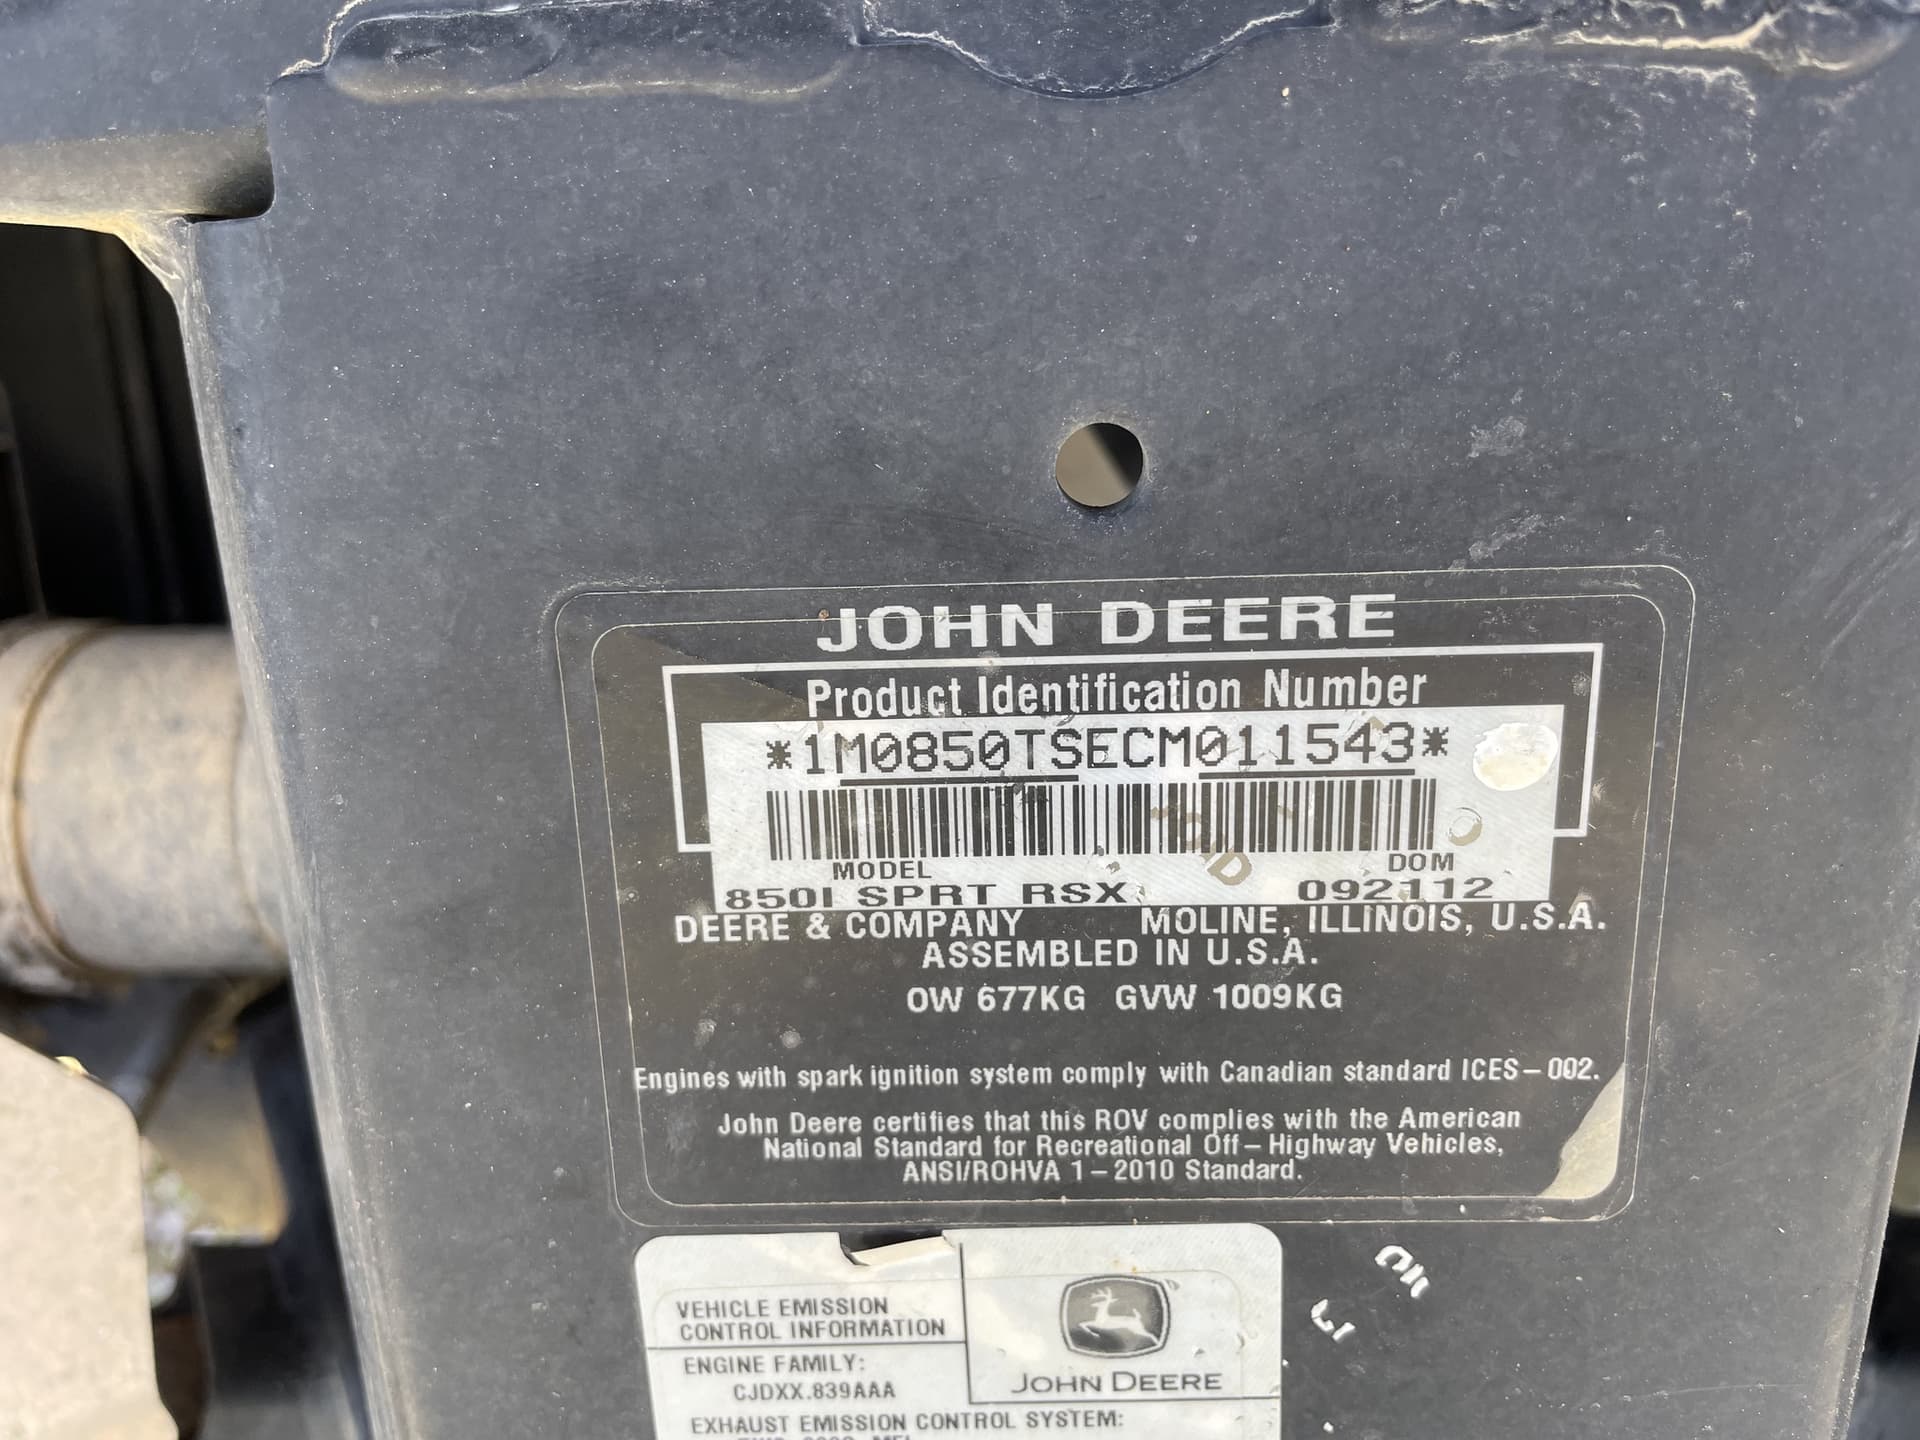 JOHN DEERE
Product Identification Number
*1M0850TSECM011543*
MODEL DOM
850I SPRT RSX 092112
VOID
DEERE & COMPANY MOLINE, ILLINOIS, U.S.A.
ASSEMBLED IN U.S.A.
OW 677KG GVW 1009KG
Engines with spark ignition system comply with Canadian standard ICES-002.
John Deere certifies that this ROV complies with the American
National Standard for Recreational Off-Highway Vehicles,
ANSI/ROHVA 1-2010 Standard.
VEHICLE EMISSION
CONTROL INFORMATION
ENGINE FAMILY:
CJDXX.839AAA
JOHN DEERE
EXHAUST EMISSION CONTROL SYSTEM: